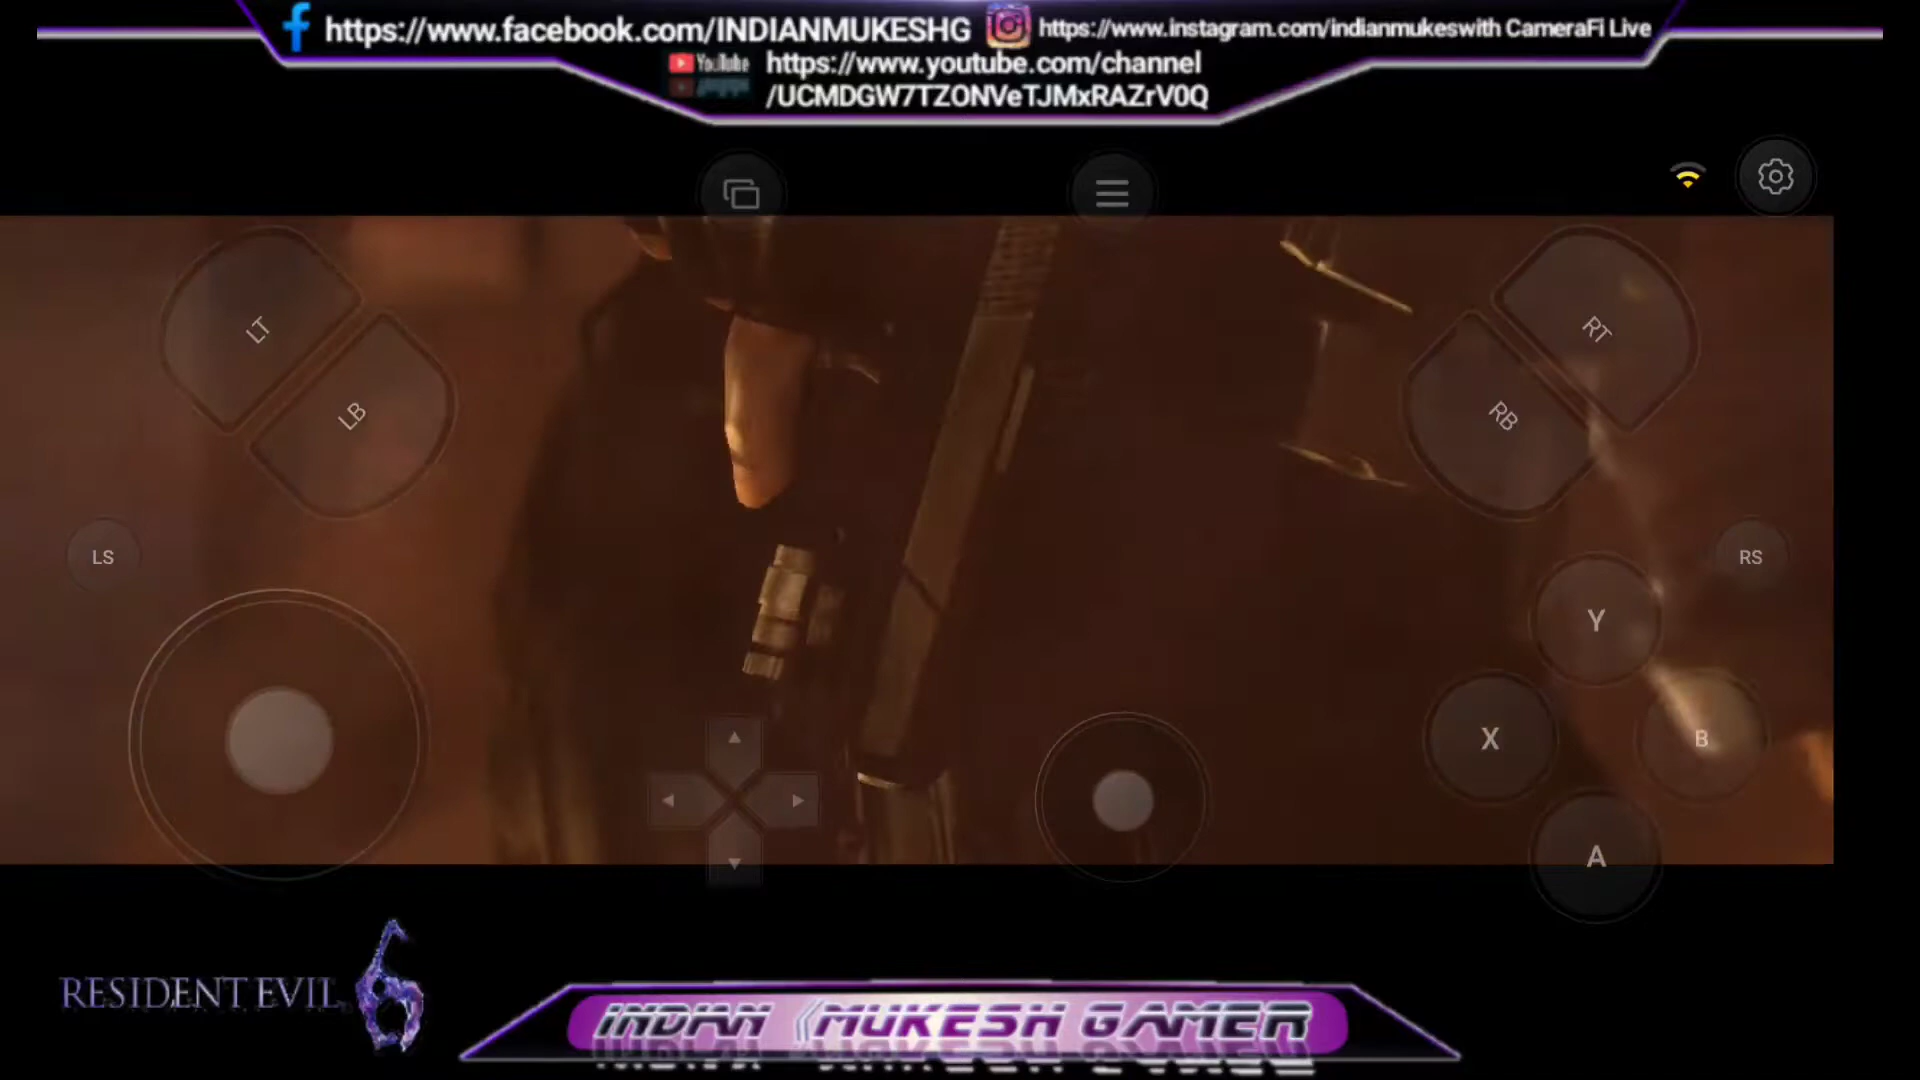 https://www.facebook.com/INDIANMUKESHG
https://www.instagram.com/indianmukeswith CameraFi Live
YouTube
https://www.youtube.com/channel
/UCMDGW7TZONVeTJMxRAZrV0Q
LT
RT
LB
RB
LS
RS
Y
X
B
A
RESIDENT EVIL 6
INDIAN 《MUKESH GAMER